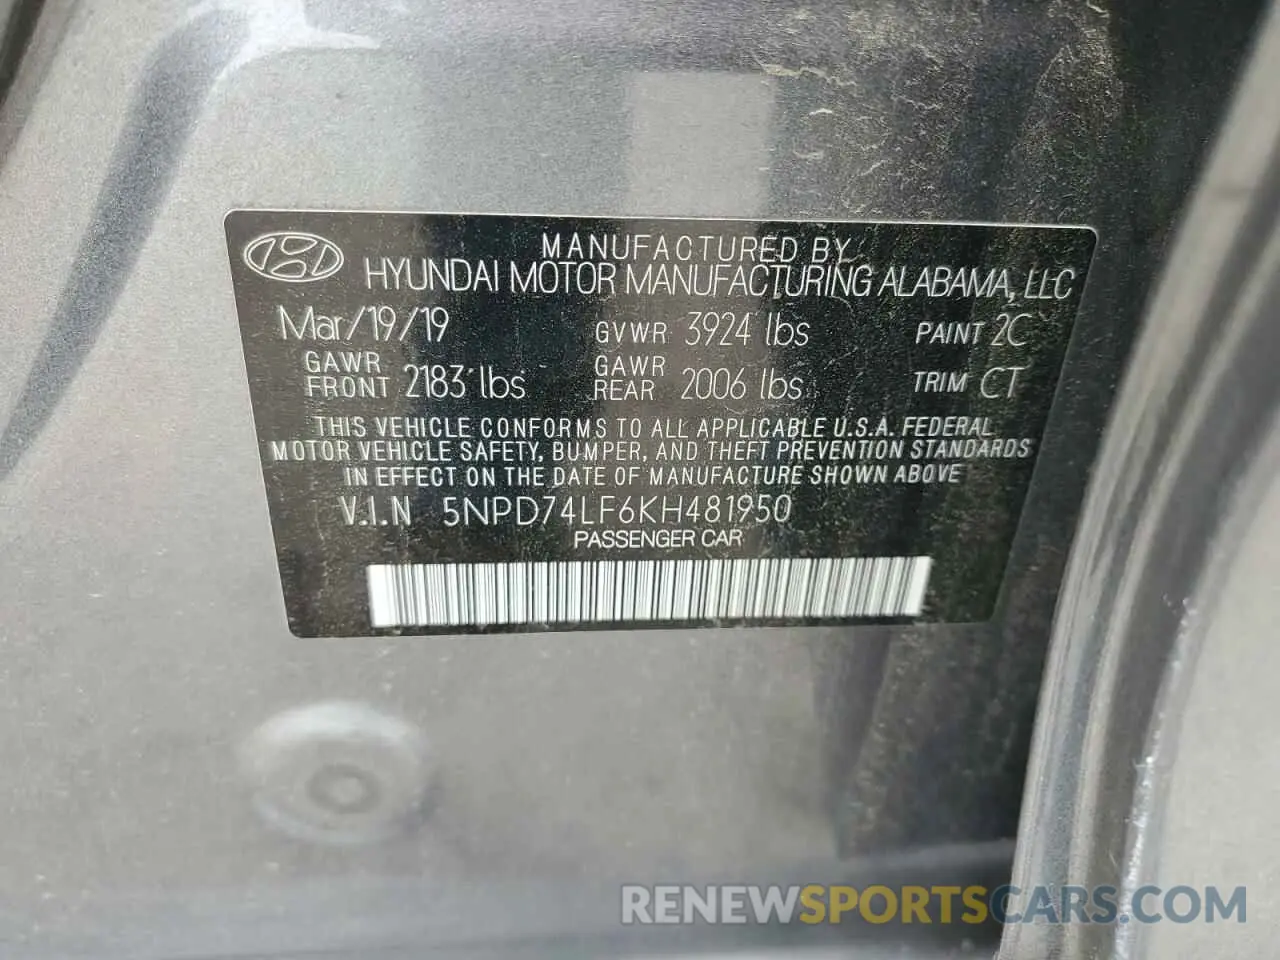 MANUFACTURED BY
HYUNDAI MOTOR MANUFACTURING ALABAMA, LLC
Mar/19/19 GVWR 3924 lbs PAINT 2C
GAWR FRONT 2183 lbs GAWR REAR 2006 lbs TRIM CT
THIS VEHICLE CONFORMS TO ALL APPLICABLE U.S.A. FEDERAL
MOTOR VEHICLE SAFETY, BUMPER, AND THEFT PREVENTION STANDARDS
IN EFFECT ON THE DATE OF MANUFACTURE SHOWN ABOVE
V.I.N 5NPD74LF6KH481950
PASSENGER CAR
RENEWSPORTSCARS.COM